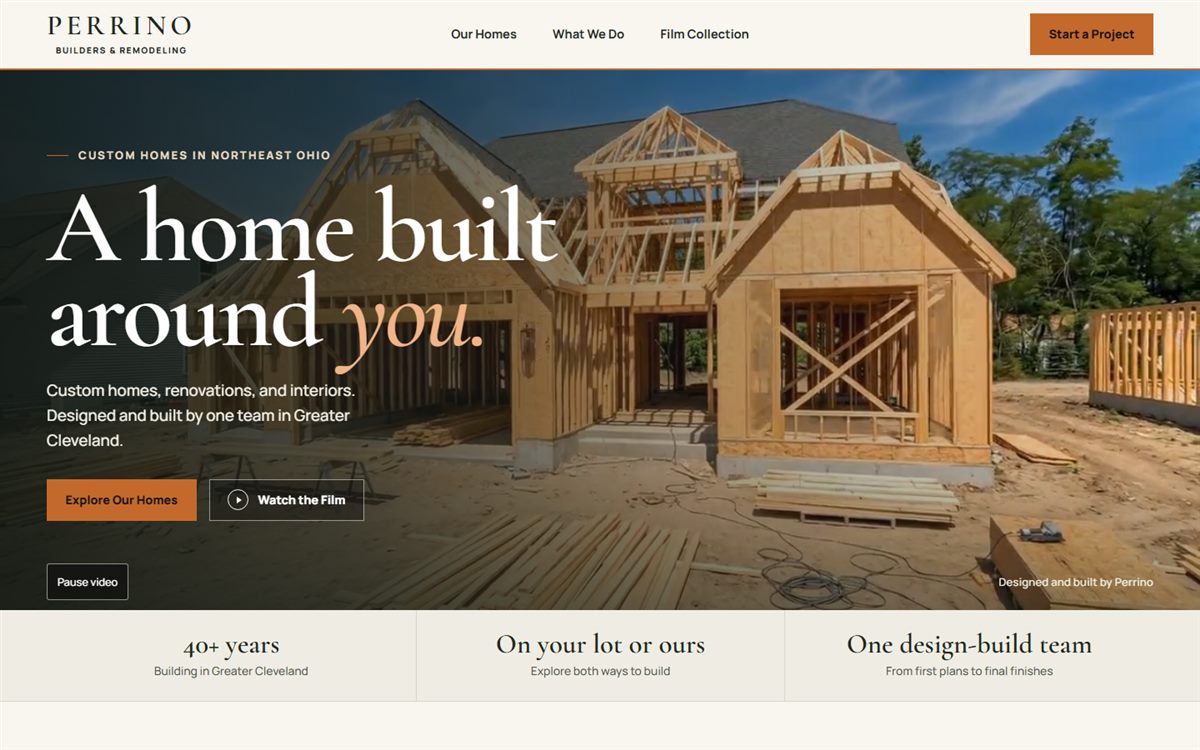 PERRINO
BUILDERS & REMODELING
Our Homes
What We Do
Film Collection
Start a Project
CUSTOM HOMES IN NORTHEAST OHIO
A home built
around you.
Custom homes, renovations, and interiors.
Designed and built by one team in Greater
Cleveland.
Explore Our Homes
Watch the Film
Pause video
Designed and built by Perrino
40+ years
Building in Greater Cleveland
On your lot or ours
Explore both ways to build
One design-build team
From first plans to final finishes